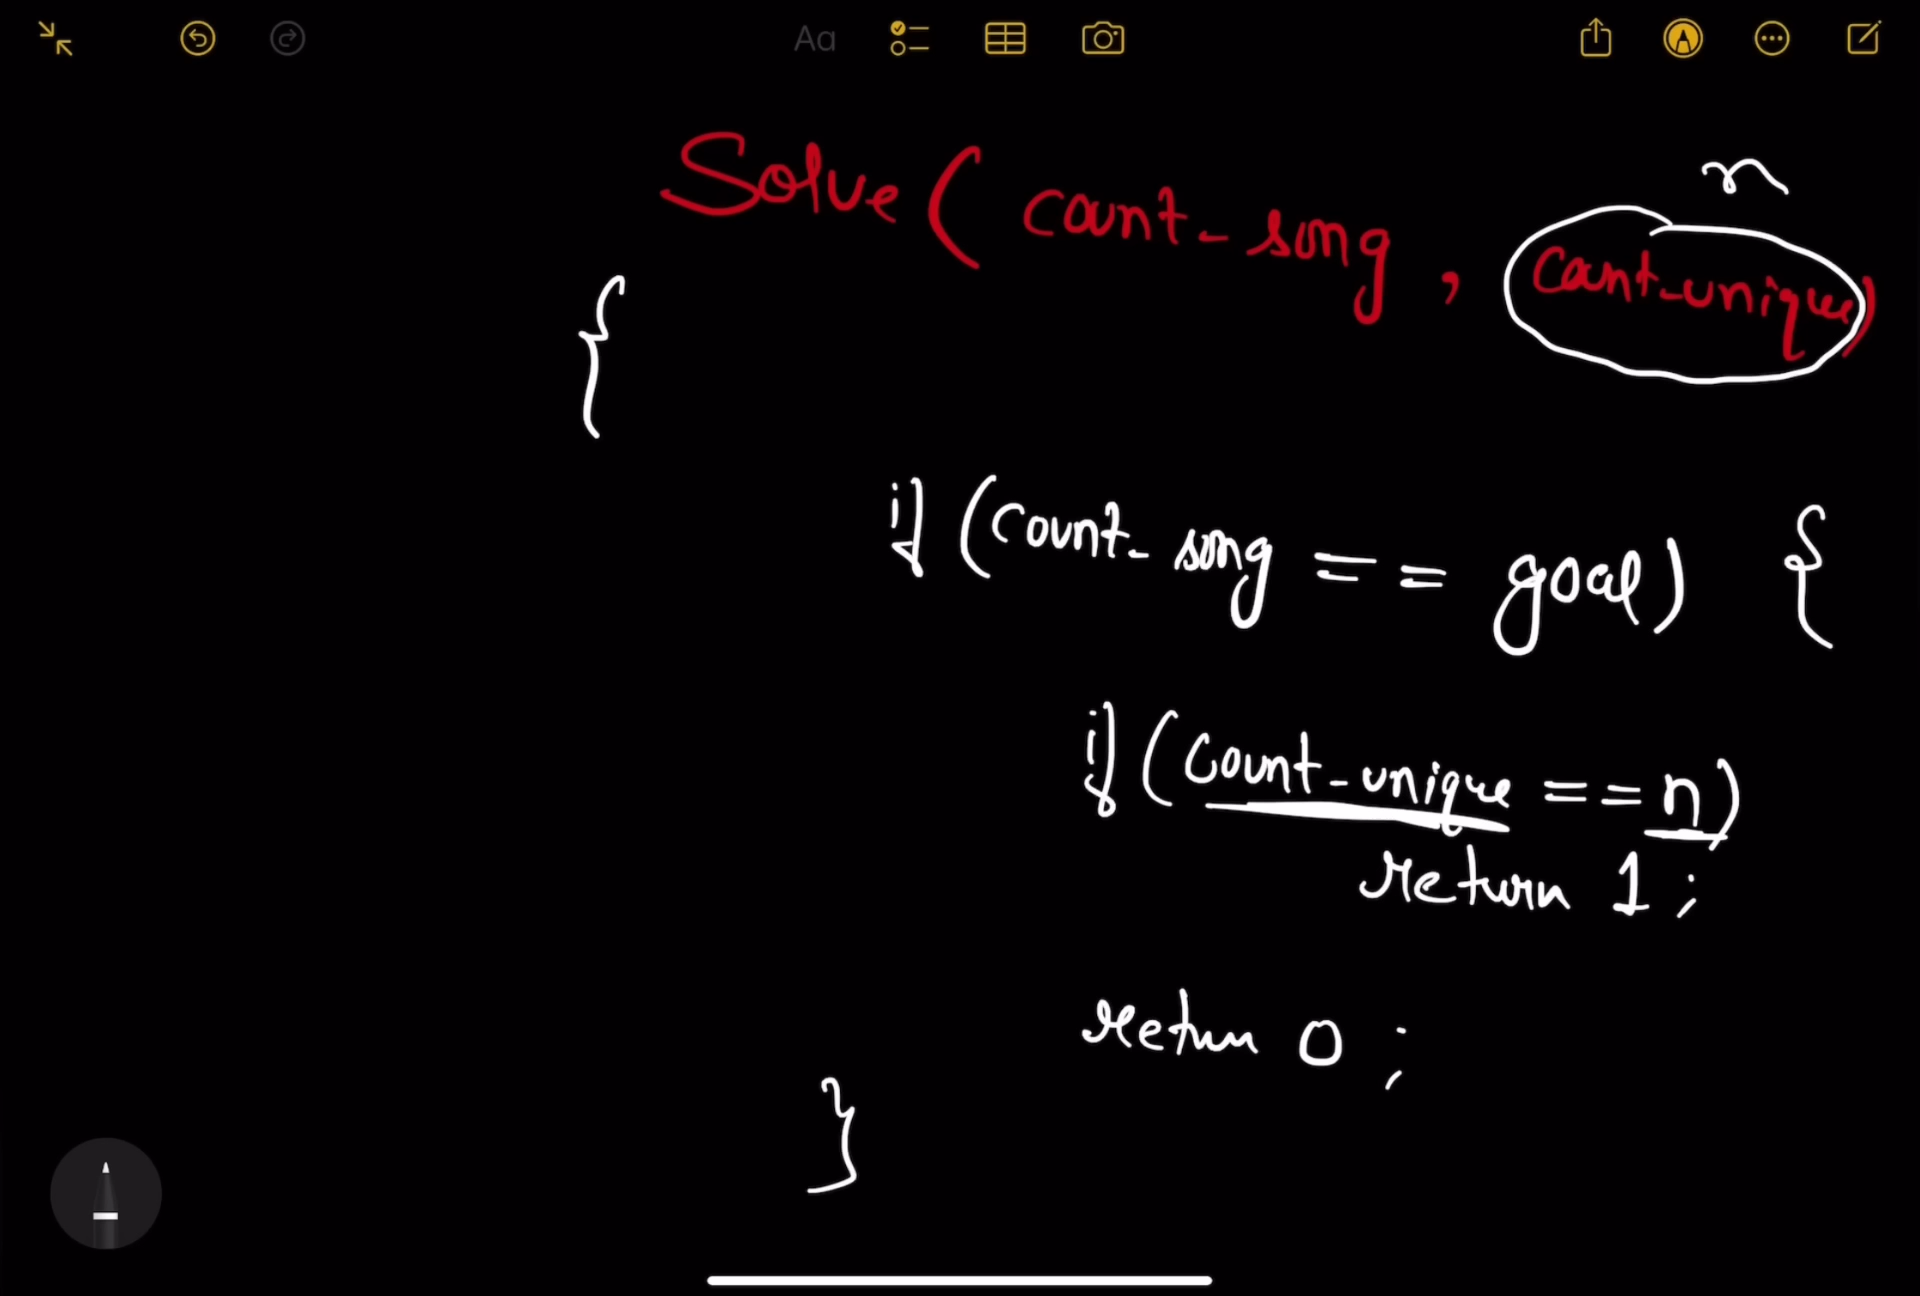 Aa
n
Solve ( count_song , count_unique)
{
if (count_song == goal) {
if (count_unique == n)
return 1 ;
return 0 ;
}